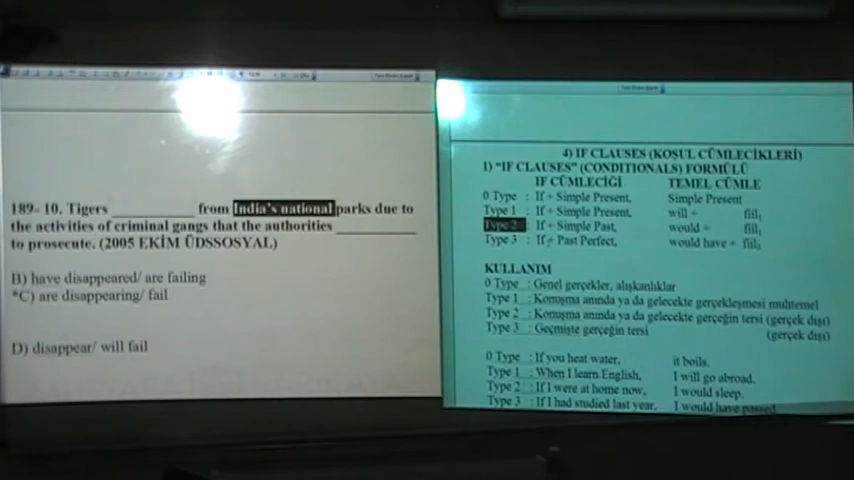 189- 10. Tigers __________ from India's national parks due to
the activities of criminal gangs that the authorities __________
to prosecute. (2005 EKİM ÜDSSOSYAL)
B) have disappeared/ are failing
*C) are disappearing/ fail
D) disappear/ will fail
4) IF CLAUSES (KOŞUL CÜMLECİKLERİ)
1) “IF CLAUSES” (CONDITIONALS) FORMÜLÜ
IF CÜMLECİĞİ TEMEL CÜMLE
0 Type : If + Simple Present, Simple Present
Type 1 : If + Simple Present, will + fiil1
Type 2 : If + Simple Past, would + fiil1
Type 3 : If + Past Perfect, would have + fiil3
KULLANIM
0 Type : Genel gerçekler, alışkanlıklar
Type 1 : Konuşma anında ya da gelecekte gerçekleşmesi muhtemel
Type 2 : Konuşma anında ya da gelecekte gerçeğin tersi (gerçek dışı)
Type 3 : Geçmişte gerçeğin tersi (gerçek dışı)
0 Type : If you heat water, it boils.
Type 1 : When I learn English, I will go abroad.
Type 2 : If I were at home now, I would sleep.
Type 3 : If I had studied last year, I would have passed.